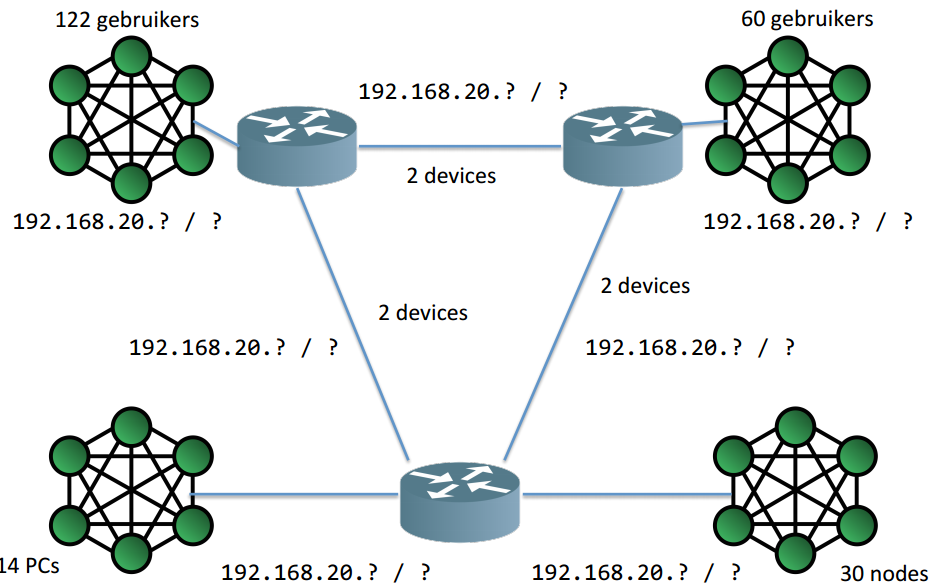 122 gebruikers
60 gebruikers
192.168.20.? / ?
2 devices
192.168.20.? / ?
192.168.20.? / ?
2 devices
2 devices
192.168.20.? / ?
192.168.20.? / ?
14 PCs
192.168.20.? / ?
192.168.20.? / ?
30 nodes